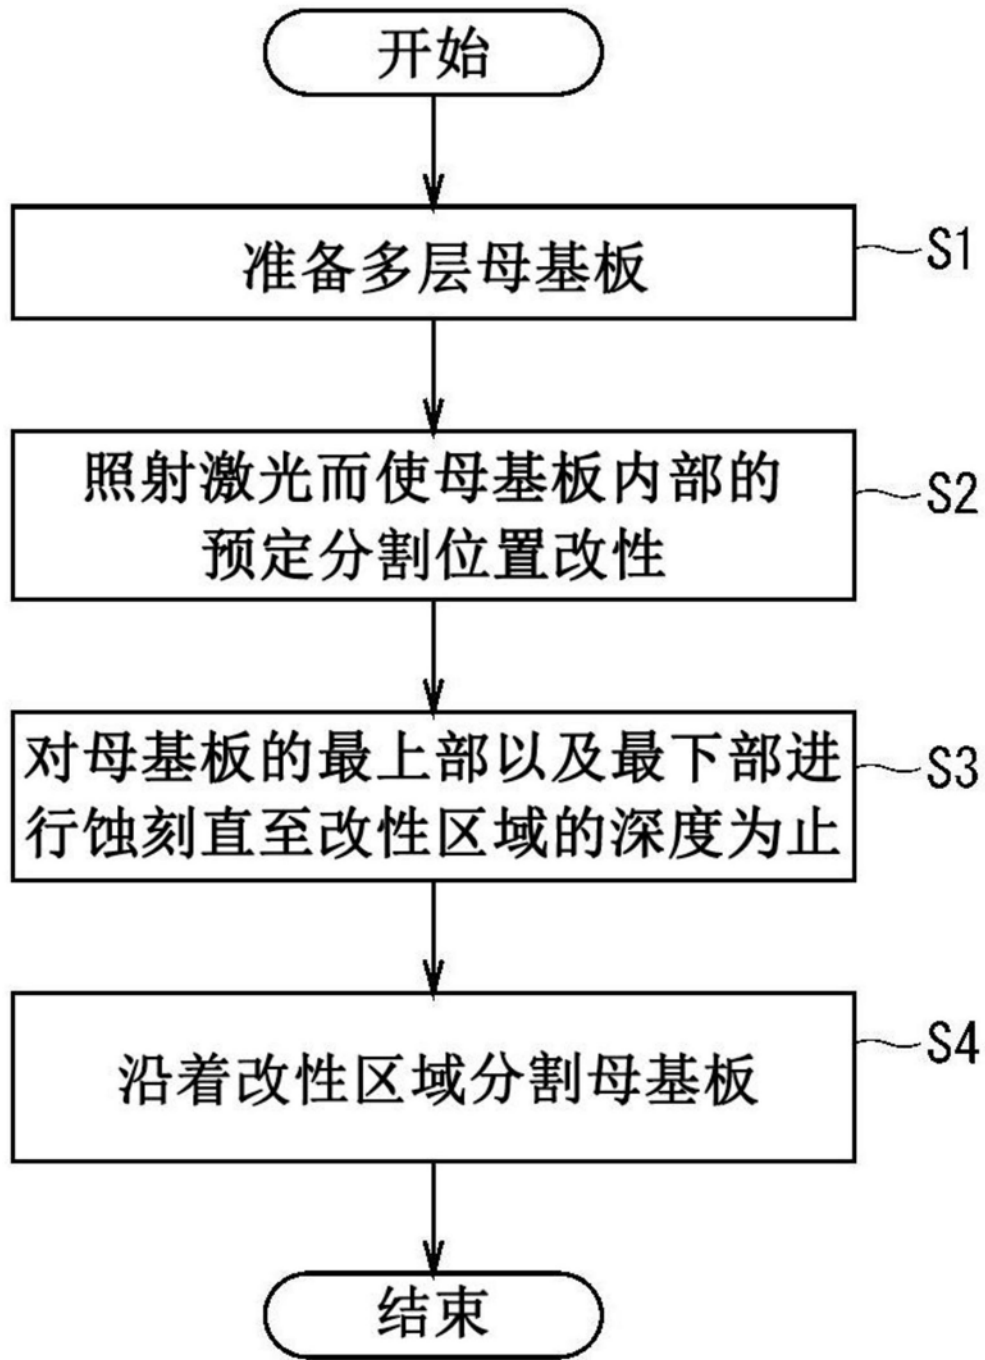 开始
准备多层母基板
S1
照射激光而使母基板内部的
预定分割位置改性
S2
对母基板的最上部以及最下部进
行蚀刻直至改性区域的深度为止
S3
沿着改性区域分割母基板
S4
结束